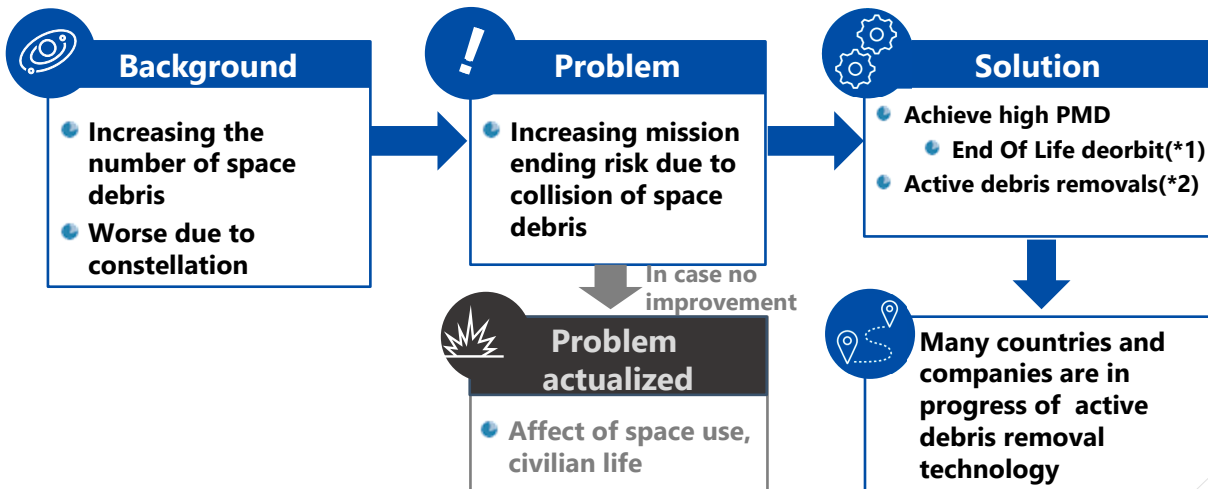 Background
Increasing the
number of space
debris
Worse due to
constellation
Problem
Increasing mission
ending risk due to
collision of space
debris
In case no
improvement
Problem
actualized
Affect of space use,
civilian life
Solution
Achieve high PMD
End Of Life deorbit(*1)
Active debris removals(*2)
Many countries and
companies are in
progress of active
debris removal
technology